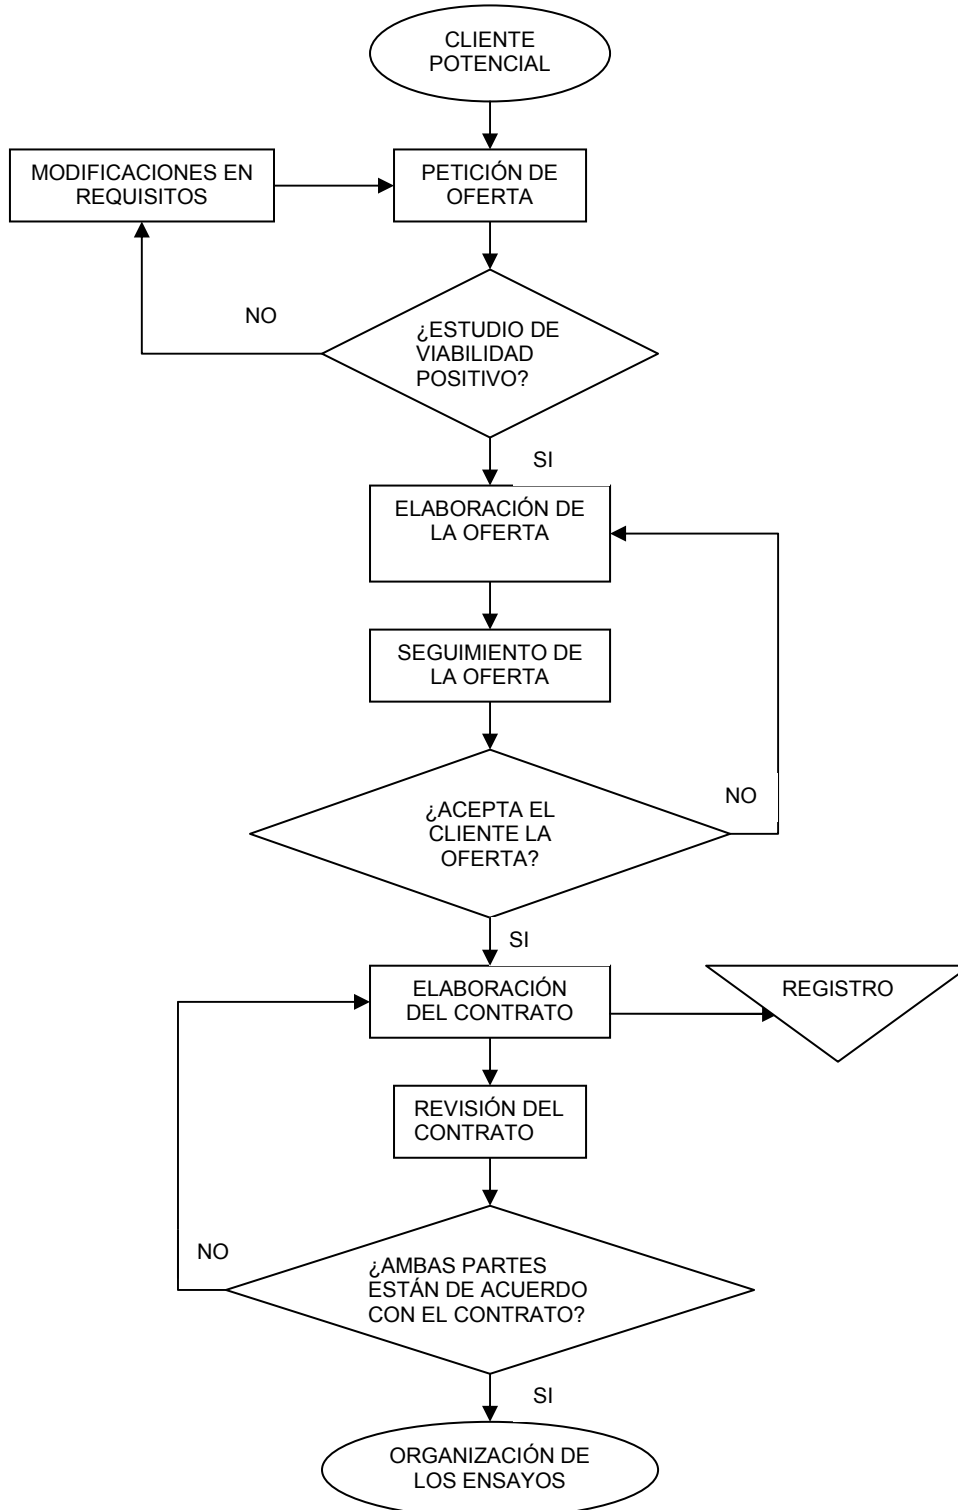 CLIENTE
POTENCIAL
MODIFICACIONES EN
REQUISITOS
PETICIÓN DE
OFERTA
NO
¿ESTUDIO DE
VIABILIDAD
POSITIVO?
SI
ELABORACIÓN DE
LA OFERTA
SEGUIMIENTO DE
LA OFERTA
¿ACEPTA EL
CLIENTE LA
OFERTA?
NO
SI
ELABORACIÓN
DEL CONTRATO
REGISTRO
REVISIÓN DEL
CONTRATO
NO
¿AMBAS PARTES
ESTÁN DE ACUERDO
CON EL CONTRATO?
SI
ORGANIZACIÓN DE
LOS ENSAYOS